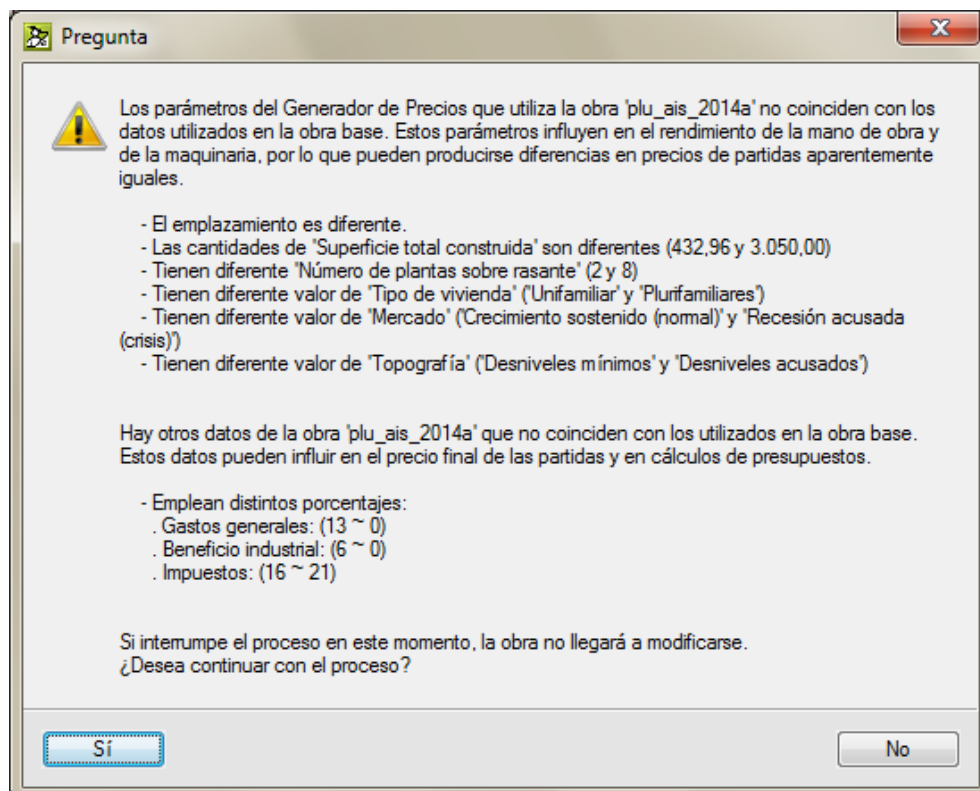 Pregunta
Los parámetros del Generador de Precios que utiliza la obra 'plu_ais_2014a' no coinciden con los
datos utilizados en la obra base. Estos parámetros influyen en el rendimiento de la mano de obra y
de la maquinaria, por lo que pueden producirse diferencias en precios de partidas aparentemente
iguales.
- El emplazamiento es diferente.
- Las cantidades de 'Superficie total construida' son diferentes (432,96 y 3.050,00)
- Tienen diferente 'Número de plantas sobre rasante' (2 y 8)
- Tienen diferente valor de 'Tipo de vivienda' ('Unifamiliar' y 'Plurifamiliares')
- Tienen diferente valor de 'Mercado' ('Crecimiento sostenido (normal)' y 'Recesión acusada
(crisis)')
- Tienen diferente valor de 'Topografía' ('Desniveles mínimos' y 'Desniveles acusados')
Hay otros datos de la obra 'plu_ais_2014a' que no coinciden con los utilizados en la obra base.
Estos datos pueden influir en el precio final de las partidas y en cálculos de presupuestos.
- Emplean distintos porcentajes:
. Gastos generales: (13 ~ 0)
. Beneficio industrial: (6 ~ 0)
. Impuestos: (16 ~ 21)
Si interrumpe el proceso en este momento, la obra no llegará a modificarse.
¿Desea continuar con el proceso?
Sí
No